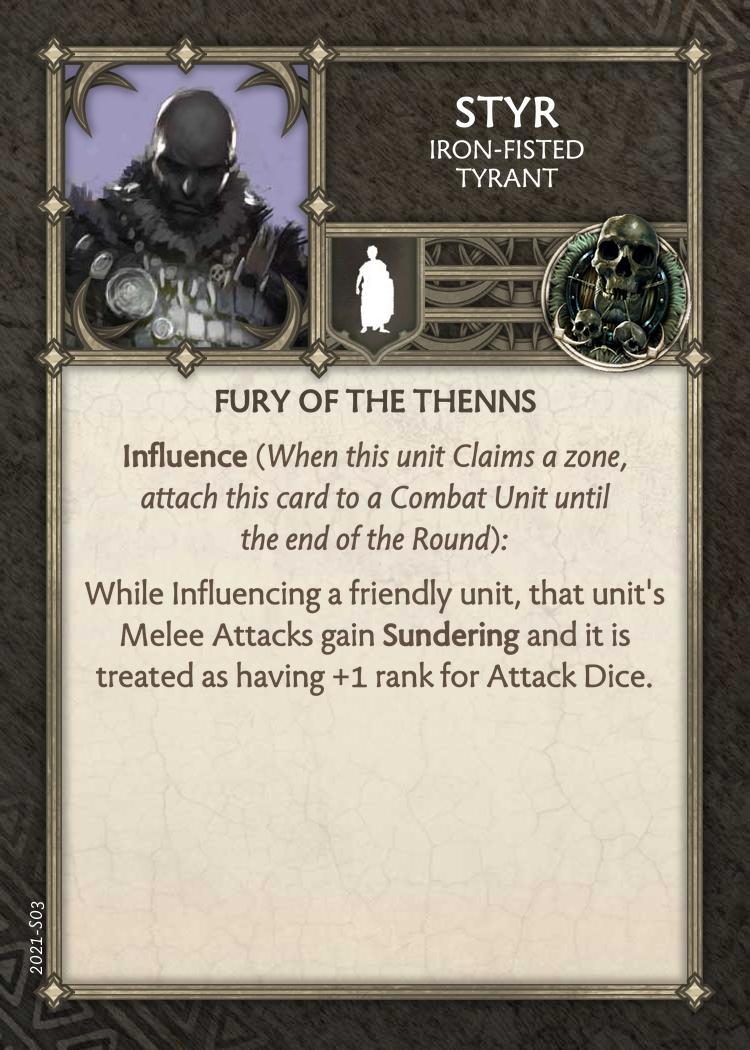 STYR
IRON-FISTED
TYRANT
FURY OF THE THENNS
Influence (When this unit Claims a zone,
attach this card to a Combat Unit until
the end of the Round):
While Influencing a friendly unit, that unit's
Melee Attacks gain Sundering and it is
treated as having +1 rank for Attack Dice.
2021-S03